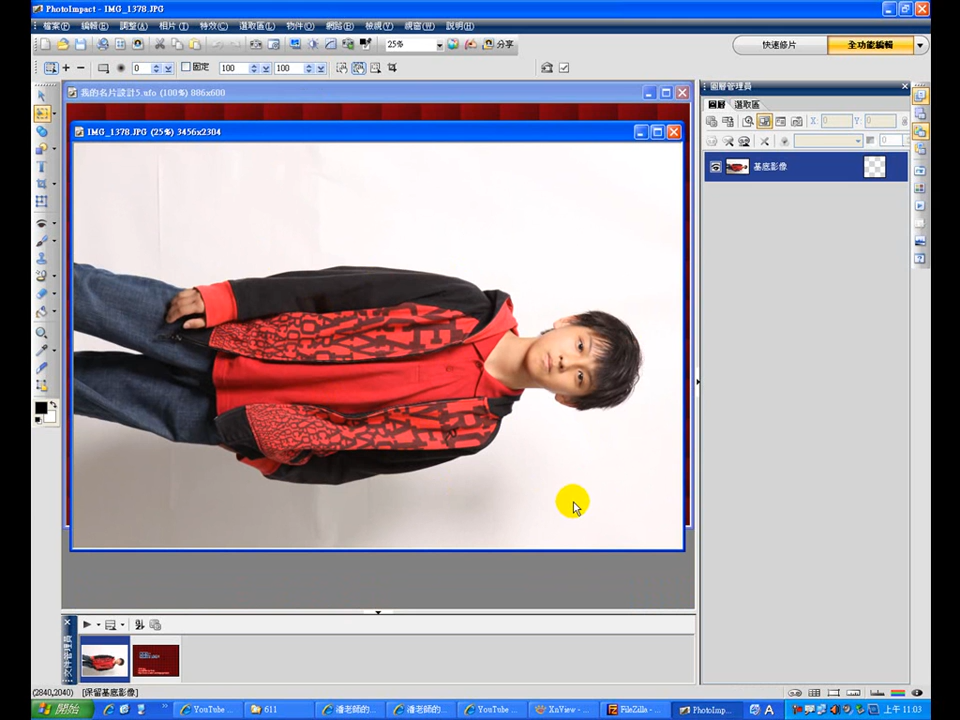 PhotoImpact - IMG_1378.JPG
檔案(F) 編輯(E) 調整(A) 相片(T) 特效(C) 選取區(L) 物件(O) 網路(B) 檢視(V) 視窗(W) 說明(H)
25% 分享 快速修片 全功能編輯
0 固定 100 100
我的名片設計5.ufo (100%) 886x600
圖層管理員
圖層 選取區
IMG_1378.JPG (25%) 3456x2304
X: 0 Y: 0
0
基底影像
文件管理員
(2840,2040) [保留基底影像]
開始 YouTube ... 611 潘老師的... 潘老師的... YouTube ... XnView - ... FileZilla - ... PhotoImp... A 上午 11:03